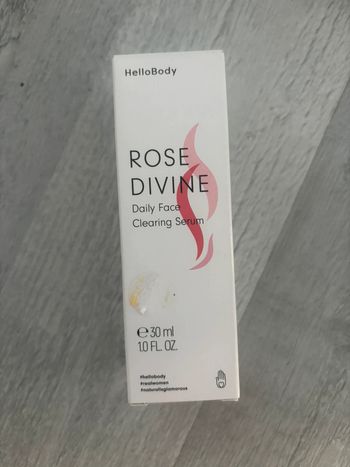 HelloBody
ROSE
DIVINE
Daily Face
Clearing Serum
℮30 ml
1.0 FL. OZ.
#hellobody
#realwomen
#naturallyglamorous